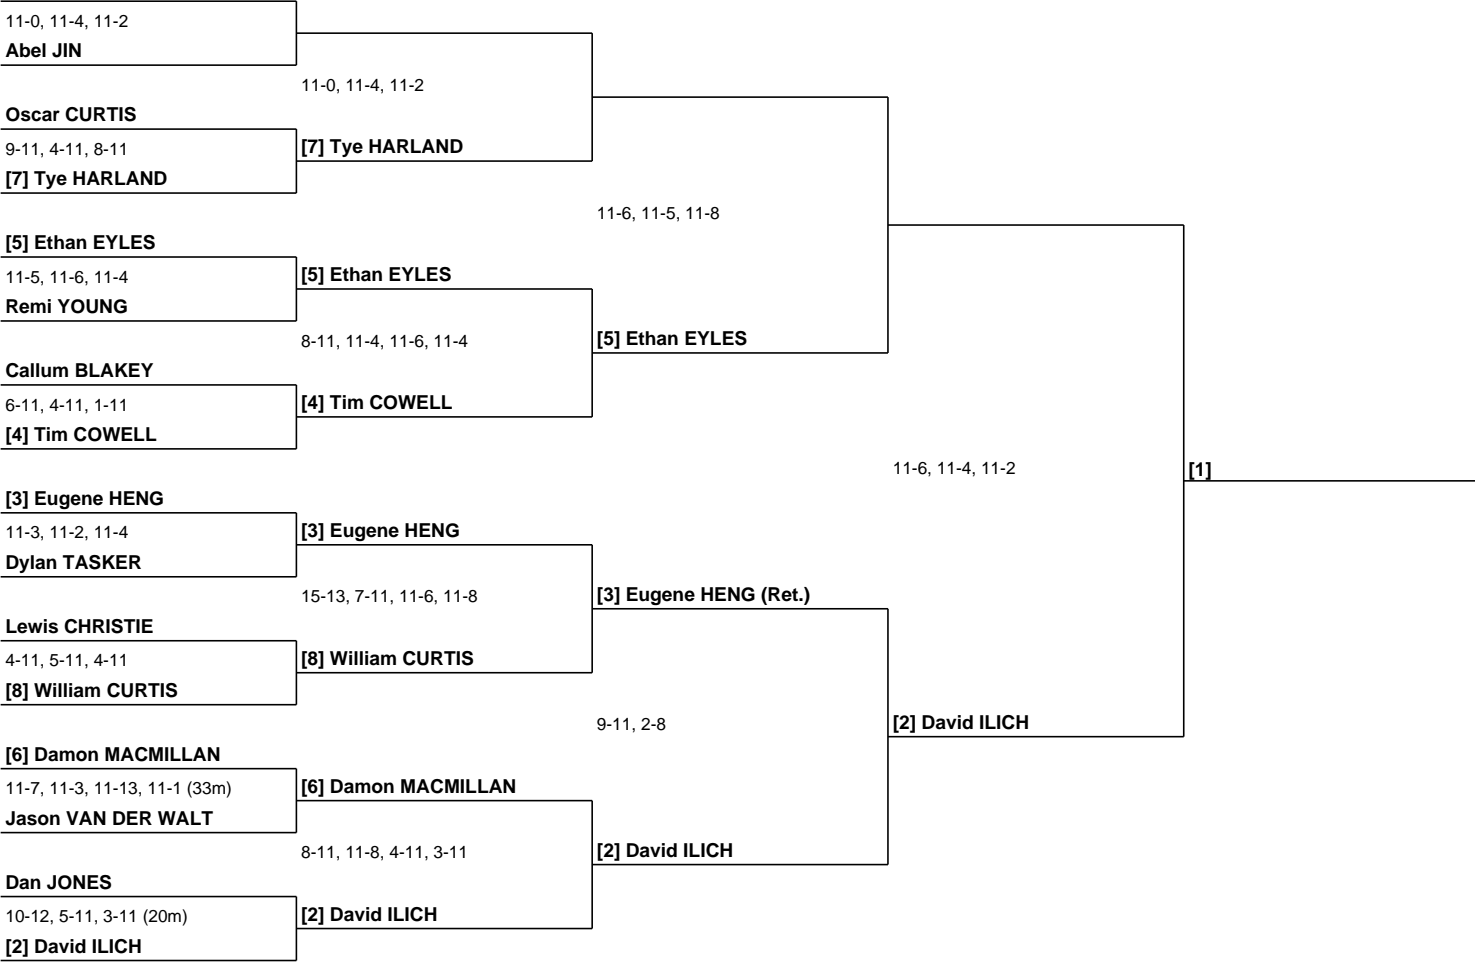 11-0, 11-4, 11-2
Abel JIN
11-0, 11-4, 11-2
Oscar CURTIS
9-11, 4-11, 8-11
[7] Tye HARLAND
[7] Tye HARLAND
11-6, 11-5, 11-8
[5] Ethan EYLES
11-5, 11-6, 11-4
[5] Ethan EYLES
Remi YOUNG
8-11, 11-4, 11-6, 11-4
[5] Ethan EYLES
Callum BLAKEY
6-11, 4-11, 1-11
[4] Tim COWELL
[4] Tim COWELL
11-6, 11-4, 11-2
[1]
[3] Eugene HENG
11-3, 11-2, 11-4
[3] Eugene HENG
Dylan TASKER
15-13, 7-11, 11-6, 11-8
[3] Eugene HENG (Ret.)
Lewis CHRISTIE
4-11, 5-11, 4-11
[8] William CURTIS
[8] William CURTIS
9-11, 2-8
[2] David ILICH
[6] Damon MACMILLAN
11-7, 11-3, 11-13, 11-1 (33m)
[6] Damon MACMILLAN
Jason VAN DER WALT
8-11, 11-8, 4-11, 3-11
[2] David ILICH
Dan JONES
10-12, 5-11, 3-11 (20m)
[2] David ILICH
[2] David ILICH